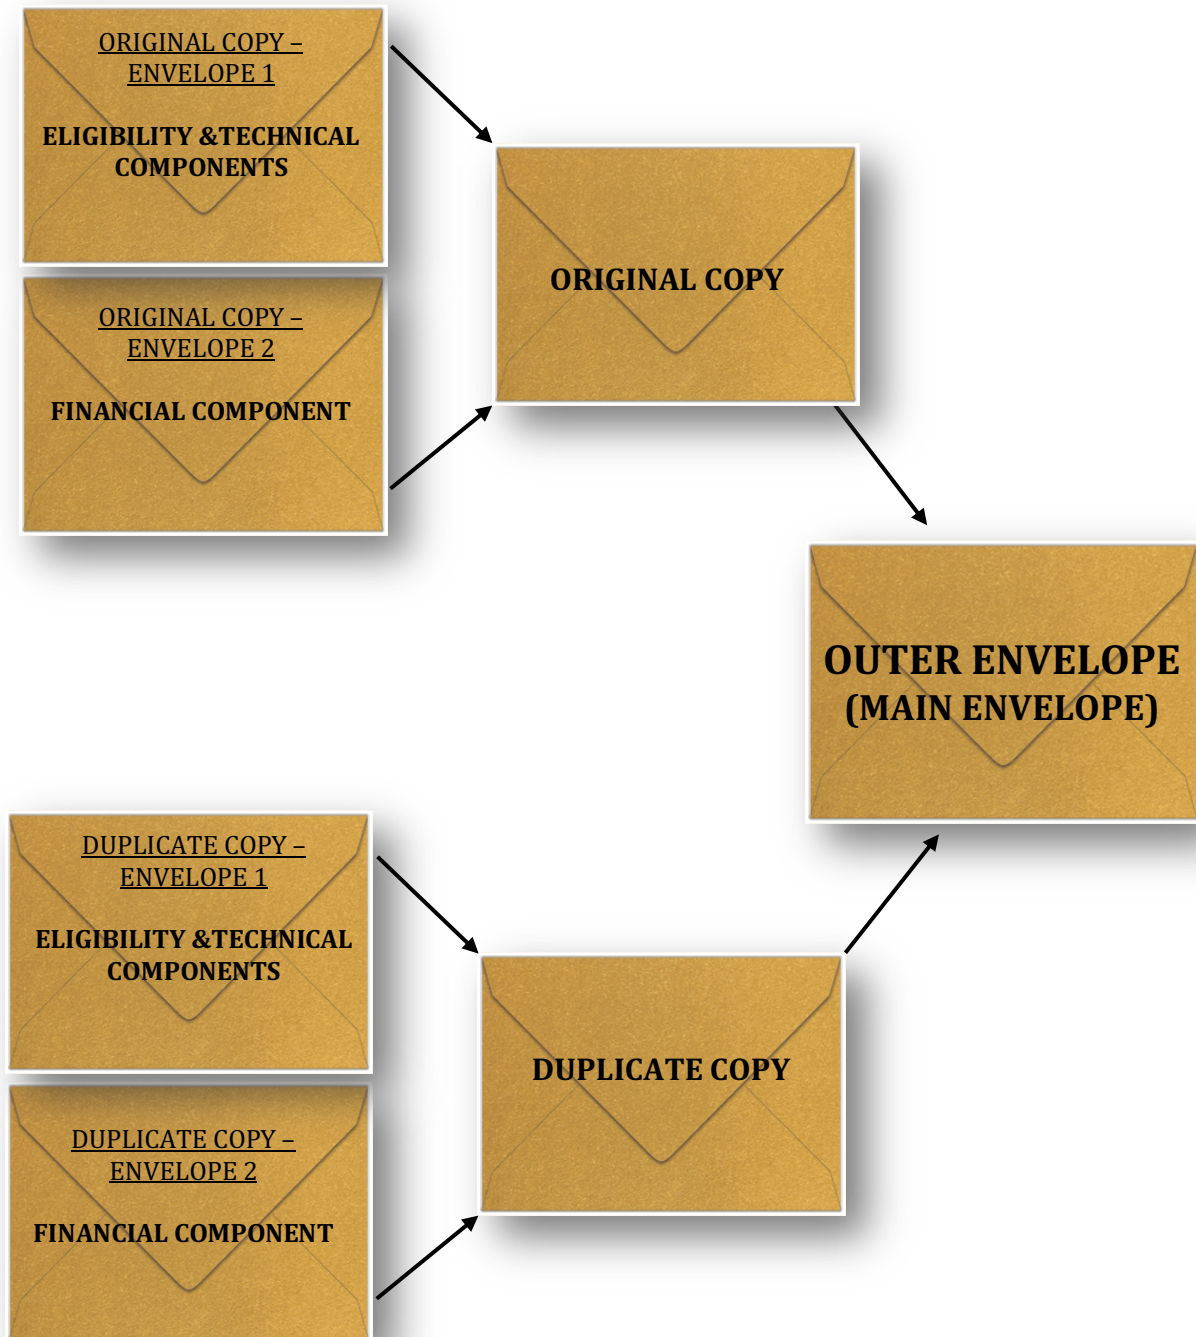 ORIGINAL COPY –
ENVELOPE 1
ELIGIBILITY &TECHNICAL
COMPONENTS
ORIGINAL COPY –
ENVELOPE 2
FINANCIAL COMPONENT
ORIGINAL COPY
OUTER ENVELOPE
(MAIN ENVELOPE)
DUPLICATE COPY –
ENVELOPE 1
ELIGIBILITY &TECHNICAL
COMPONENTS
DUPLICATE COPY –
ENVELOPE 2
FINANCIAL COMPONENT
DUPLICATE COPY